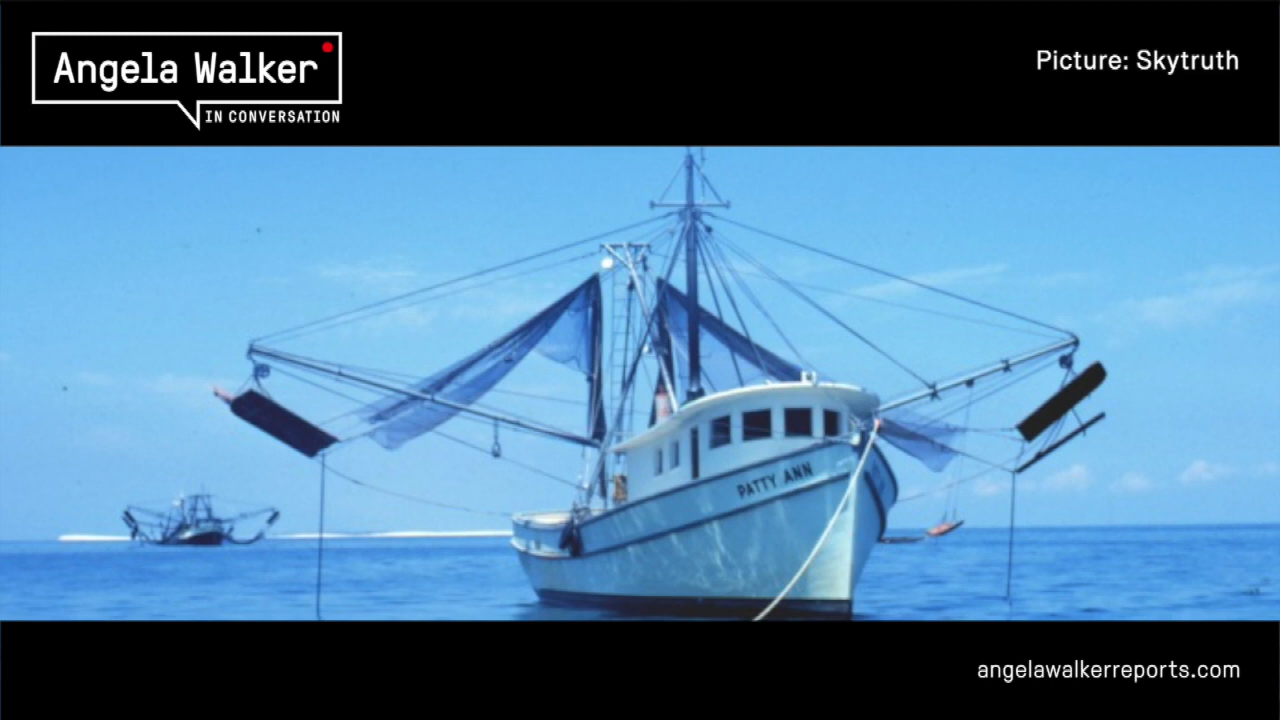 Angela Walker
IN CONVERSATION
Picture: Skytruth
PATTY ANN
angelawalkerreports.com